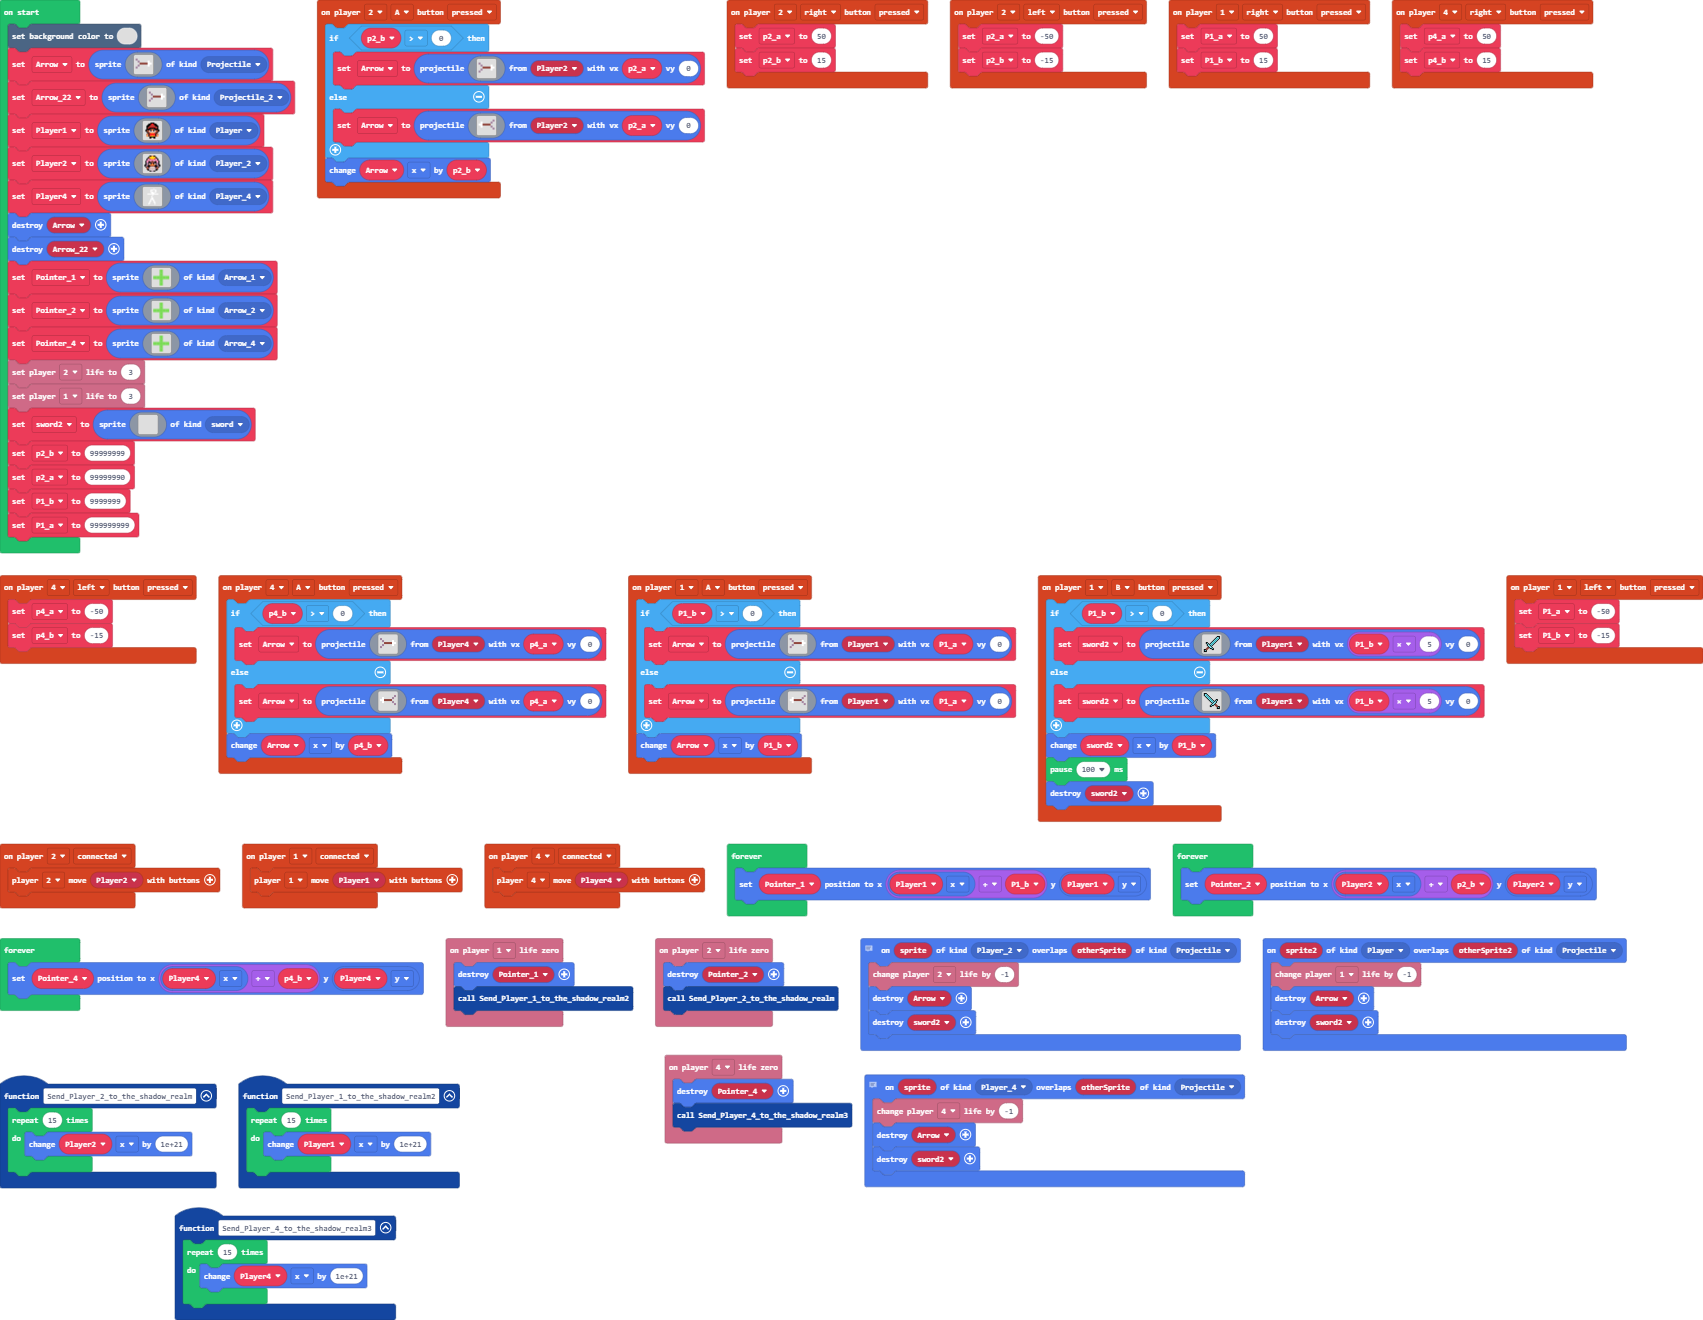 on start
set background color to
set Arrow to sprite of kind Projectile
set Arrow_22 to sprite of kind Projectile_2
set Player1 to sprite of kind Player
set Player2 to sprite of kind Player_2
set Player4 to sprite of kind Player_4
destroy Arrow
destroy Arrow_22
set Pointer_1 to sprite of kind Arrow_1
set Pointer_2 to sprite of kind Arrow_2
set Pointer_4 to sprite of kind Arrow_4
set player 2 life to 3
set player 1 life to 3
set sword2 to sprite of kind sword
set p2_b to 99999999
set p2_a to 99999990
set P1_b to 9999999
set P1_a to 999999999
on player 2 A button pressed
if p2_b > 0 then
set Arrow to projectile from Player2 with vx p2_a vy 0
else
set Arrow to projectile from Player2 with vx p2_a vy 0
change Arrow x by p2_b
on player 2 right button pressed
set p2_a to 50
set p2_b to 15
on player 2 left button pressed
set p2_a to -50
set p2_b to -15
on player 1 right button pressed
set P1_a to 50
set P1_b to 15
on player 4 right button pressed
set p4_a to 50
set p4_b to 15
on player 4 left button pressed
set p4_a to -50
set p4_b to -15
on player 4 A button pressed
if p4_b > 0 then
set Arrow to projectile from Player4 with vx p4_a vy 0
else
set Arrow to projectile from Player4 with vx p4_a vy 0
change Arrow x by p4_b
on player 1 A button pressed
if P1_b > 0 then
set Arrow to projectile from Player1 with vx P1_a vy 0
else
set Arrow to projectile from Player1 with vx P1_a vy 0
change Arrow x by P1_b
on player 1 B button pressed
if P1_b > 0 then
set sword2 to projectile from Player1 with vx P1_b × 5 vy 0
else
set sword2 to projectile from Player1 with vx P1_b × 5 vy 0
change sword2 x by P1_b
pause 100 ms
destroy sword2
on player 1 left button pressed
set P1_a to -50
set P1_b to -15
on player 2 connected
player 2 move Player2 with buttons
on player 1 connected
player 1 move Player1 with buttons
on player 4 connected
player 4 move Player4 with buttons
forever
set Pointer_1 position to x Player1 x + P1_b y Player1 y
forever
set Pointer_2 position to x Player2 x + p2_b y Player2 y
forever
set Pointer_4 position to x Player4 x + p4_b y Player4 y
on player 1 life zero
destroy Pointer_1
call Send_Player_1_to_the_shadow_realm2
on player 2 life zero
destroy Pointer_2
call Send_Player_2_to_the_shadow_realm
on sprite of kind Player_2 overlaps otherSprite of kind Projectile
change player 2 life by -1
destroy Arrow
destroy sword2
on sprite2 of kind Player overlaps otherSprite2 of kind Projectile
change player 1 life by -1
destroy Arrow
destroy sword2
function Send_Player_2_to_the_shadow_realm
repeat 15 times
do change Player2 x by 1e+21
function Send_Player_1_to_the_shadow_realm2
repeat 15 times
do change Player1 x by 1e+21
on player 4 life zero
destroy Pointer_4
call Send_Player_4_to_the_shadow_realm3
on sprite of kind Player_4 overlaps otherSprite of kind Projectile
change player 4 life by -1
destroy Arrow
destroy sword2
function Send_Player_4_to_the_shadow_realm3
repeat 15 times
do change Player4 x by 1e+21